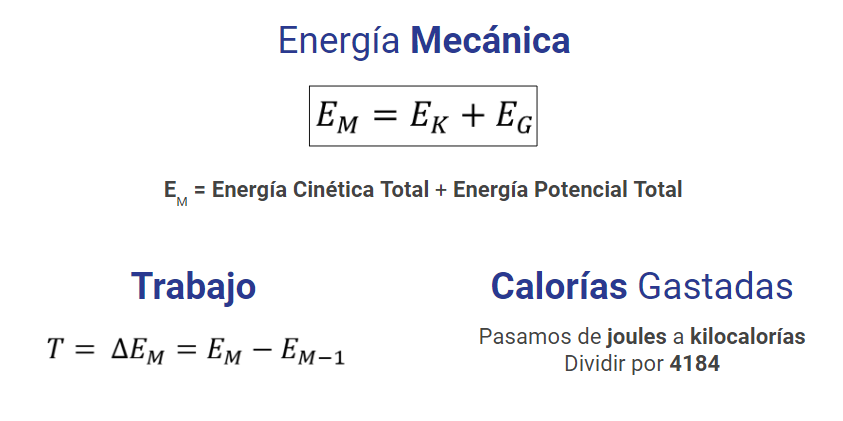 Energía Mecánica
E_M = E_K + E_G
E_M = Energía Cinética Total + Energía Potencial Total
Trabajo
T = ΔE_M = E_M − E_{M−1}
Calorías Gastadas
Pasamos de joules a kilocalorías
Dividir por 4184